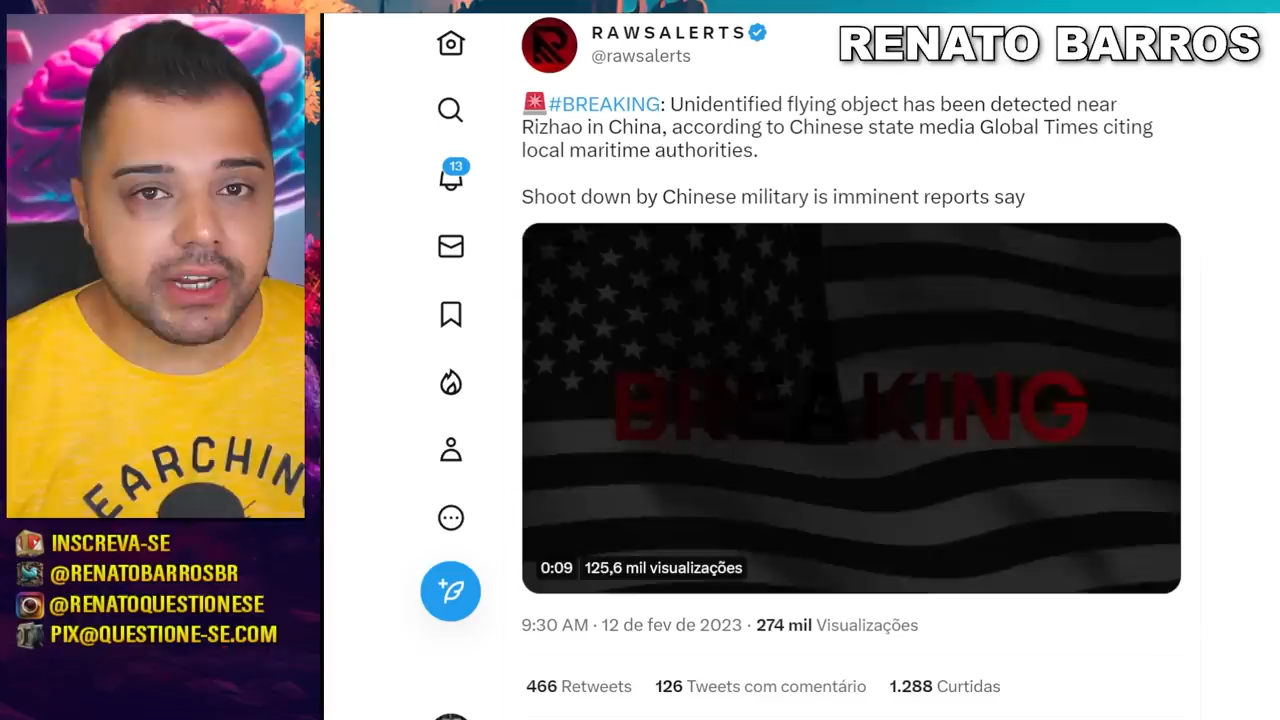 RENATO BARROS
RAWSALERTS
@rawsalerts
🚨#BREAKING: Unidentified flying object has been detected near
Rizhao in China, according to Chinese state media Global Times citing
local maritime authorities.
Shoot down by Chinese military is imminent reports say
13
BREAKING
0:09 125,6 mil visualizações
9:30 AM · 12 de fev de 2023 · 274 mil Visualizações
466 Retweets 126 Tweets com comentário 1.288 Curtidas
EARCHIN
INSCREVA-SE
@RENATOBARROSBR
@RENATOQUESTIONESE
PIX@QUESTIONE-SE.COM